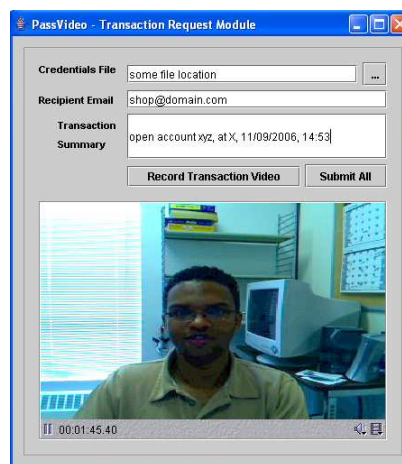 PassVideo - Transaction Request Module
Credentials File
some file location
...
Recipient Email
shop@domain.com
Transaction
Summary
open account xyz, at X, 11/09/2006, 14:53
Record Transaction Video
Submit All
00:01:45.40